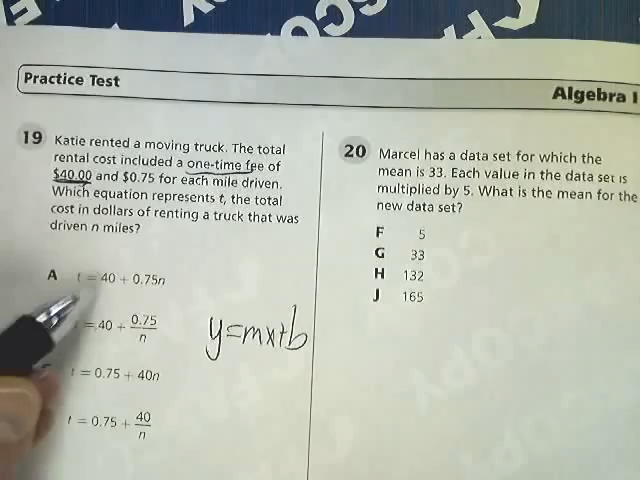 Practice Test
Algebra I
19 Katie rented a moving truck. The total
rental cost included a one-time fee of
$40.00 and $0.75 for each mile driven.
Which equation represents t, the total
cost in dollars of renting a truck that was
driven n miles?
A t = 40 + 0.75n
= 40 + 0.75/n
t = 0.75 + 40n
t = 0.75 + 40/n
y=mx+b
20 Marcel has a data set for which the
mean is 33. Each value in the data set is
multiplied by 5. What is the mean for the
new data set?
F 5
G 33
H 132
J 165